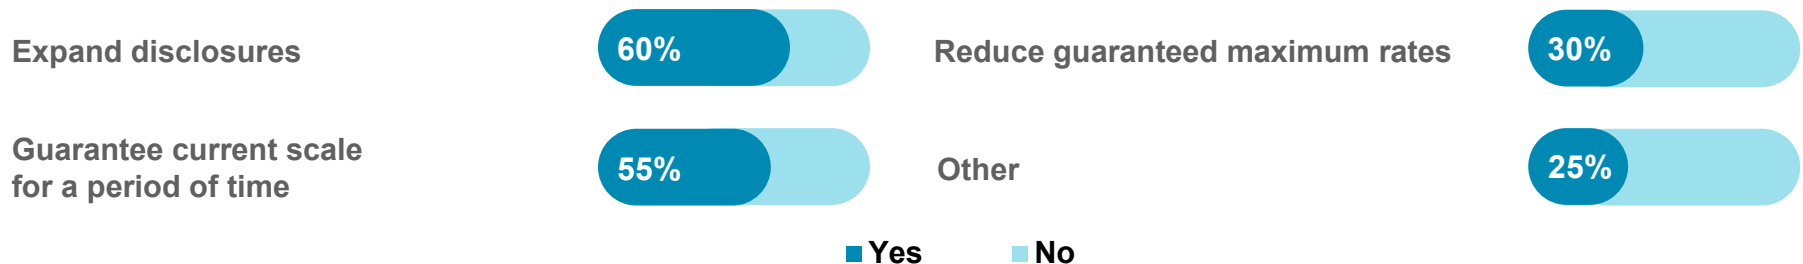 Expand disclosures
60%
Reduce guaranteed maximum rates
30%
Guarantee current scale
for a period of time
55%
Other
25%
Yes
No